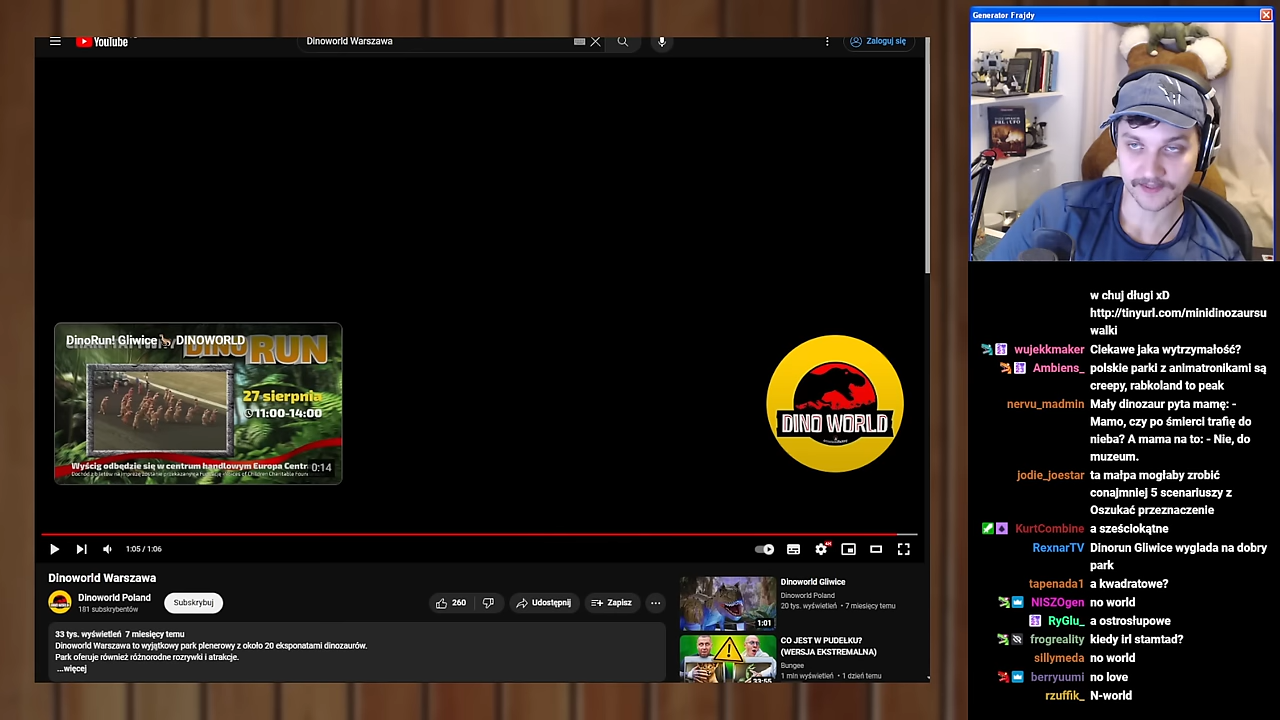 YouTube
Dinoworld Warszawa
Zaloguj się
DinoRun! Gliwice 🦕 DINOWORLD
DINO RUN
27 sierpnia
11:00-14:00
Wyścig odbędzie się w centrum handlowym Europa Centr
0:14
DINO WORLD
1:05 / 1:06
Dinoworld Warszawa
Dinoworld Poland
181 subskrybentów
Subskrybuj
260
Udostępnij
Zapisz
33 tys. wyświetleń 7 miesięcy temu
Dinoworld Warszawa to wyjątkowy park plenerowy z około 20 eksponatami dinozaurów.
Park oferuje również różnorodne rozrywki i atrakcje.
...więcej
Dinoworld Gliwice
Dinoworld Poland
20 tys. wyświetleń • 7 miesięcy temu
1:01
CO JEST W PUDEŁKU?
(WERSJA EKSTREMALNA)
Bungee
1 mln wyświetleń • 1 dzień temu
33:55
Generator Frajdy
w chuj długi xD
http://tinyurl.com/minidinozaursu
walki
wujekkmaker Ciekawe jaka wytrzymałość?
Ambiens_ polskie parki z animatronikami są
creepy, rabkoland to peak
nervu_madmin Mały dinozaur pyta mamę: -
Mamo, czy po śmierci trafię do
nieba? A mama na to: - Nie, do
muzeum.
jodie_joestar ta małpa mogłaby zrobić
conajmniej 5 scenariuszy z
Oszukać przeznaczenie
KurtCombine a sześciokątne
RexnarTV Dinorun Gliwice wyglada na dobry
park
tapenada1 a kwadratowe?
NISZOgen no world
RyGlu_ a ostrosłupowe
frogreality kiedy irl stamtad?
sillymeda no world
berryuumi no love
rzuffik_ N-world